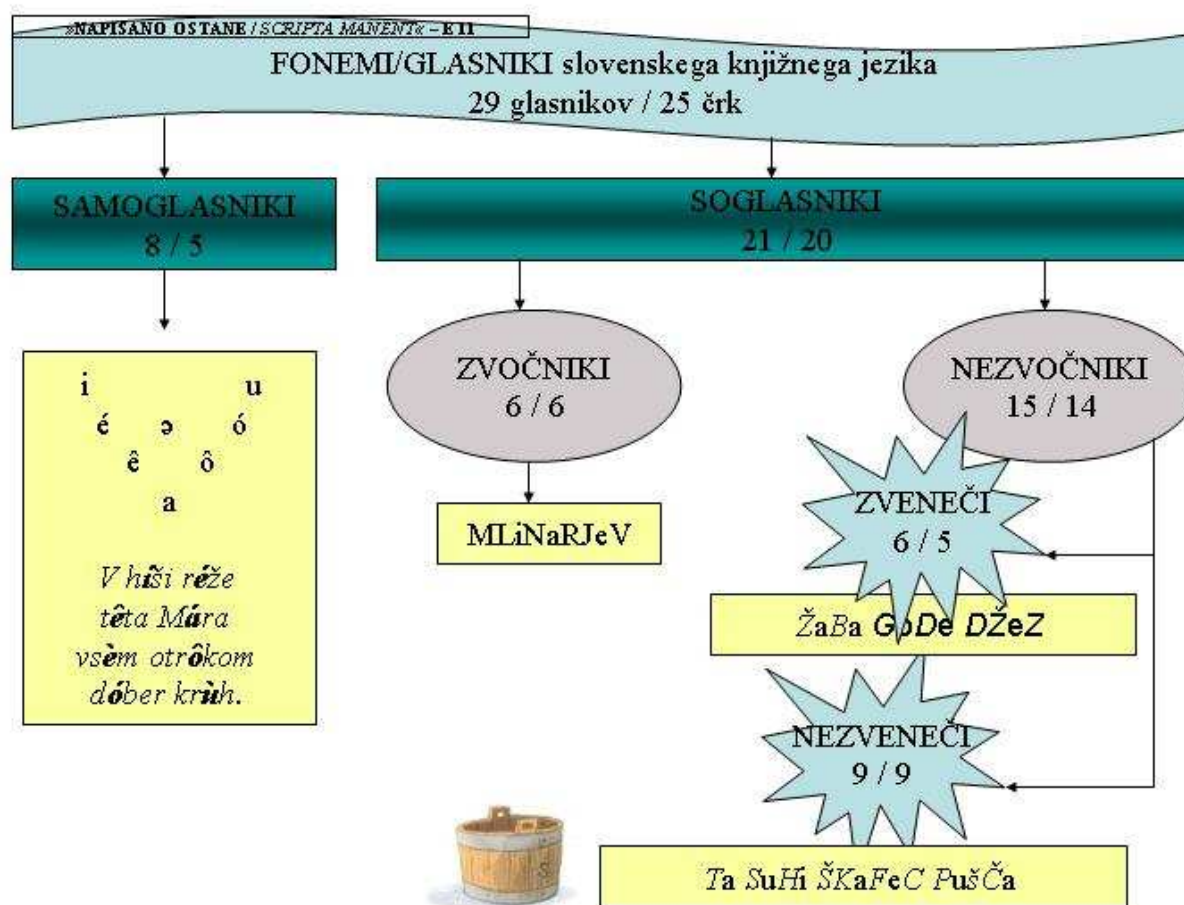 »NAPISANO OSTANE / SCRIPTA MANENT« – E II
FONEMI/GLASNIKI slovenskega knjižnega jezika
29 glasnikov / 25 črk
SAMOGLASNIKI
8 / 5
SOGLASNIKI
21 / 20
i u
é ə ó
ê ô
a
V híši réže
têta Mára
vsèm otrôkom
dóber krùh.
ZVOČNIKI
6 / 6
MLiNaRJeV
NEZVOČNIKI
15 / 14
ZVENEČI
6 / 5
ŽaBa GoDe DŽeZ
NEZVENEČI
9 / 9
Ta SuHi ŠKaFeC PušČa